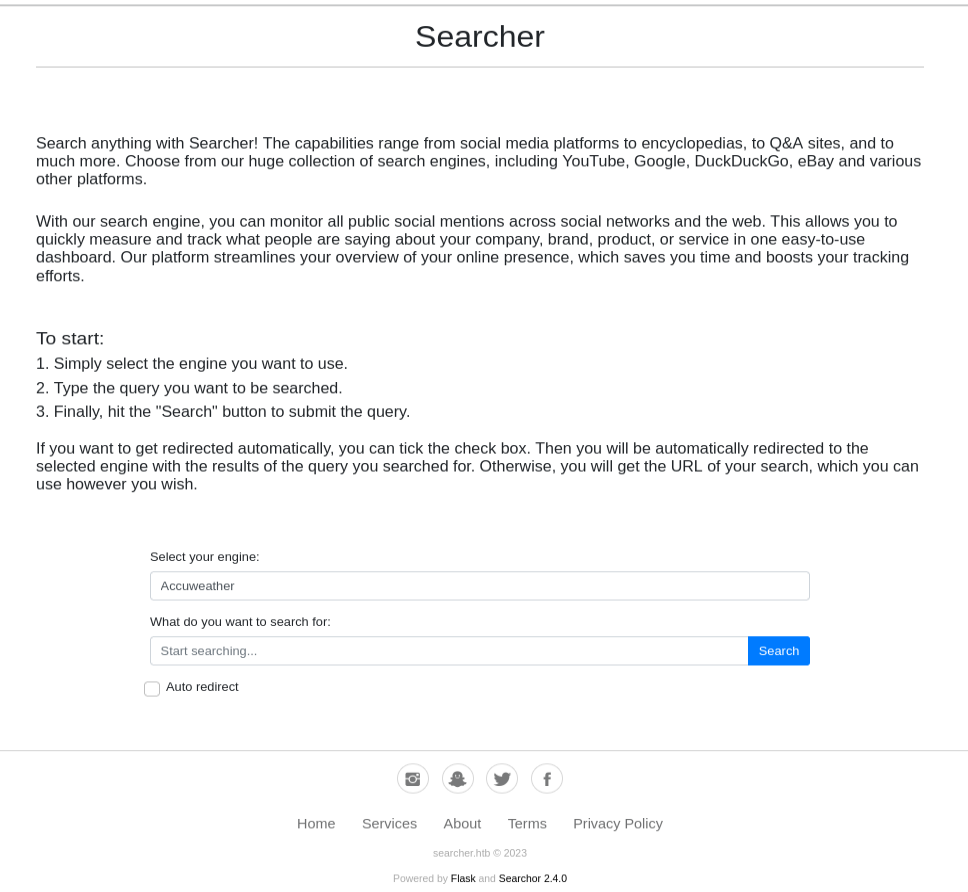 Searcher
Search anything with Searcher! The capabilities range from social media platforms to encyclopedias, to Q&A sites, and to
much more. Choose from our huge collection of search engines, including YouTube, Google, DuckDuckGo, eBay and various
other platforms.
With our search engine, you can monitor all public social mentions across social networks and the web. This allows you to
quickly measure and track what people are saying about your company, brand, product, or service in one easy-to-use
dashboard. Our platform streamlines your overview of your online presence, which saves you time and boosts your tracking
efforts.
To start:
1. Simply select the engine you want to use.
2. Type the query you want to be searched.
3. Finally, hit the "Search" button to submit the query.
If you want to get redirected automatically, you can tick the check box. Then you will be automatically redirected to the
selected engine with the results of the query you searched for. Otherwise, you will get the URL of your search, which you can
use however you wish.
Select your engine:
Accuweather
What do you want to search for:
Start searching... Search
Auto redirect
Home Services About Terms Privacy Policy
searcher.htb © 2023
Powered by Flask and Searchor 2.4.0